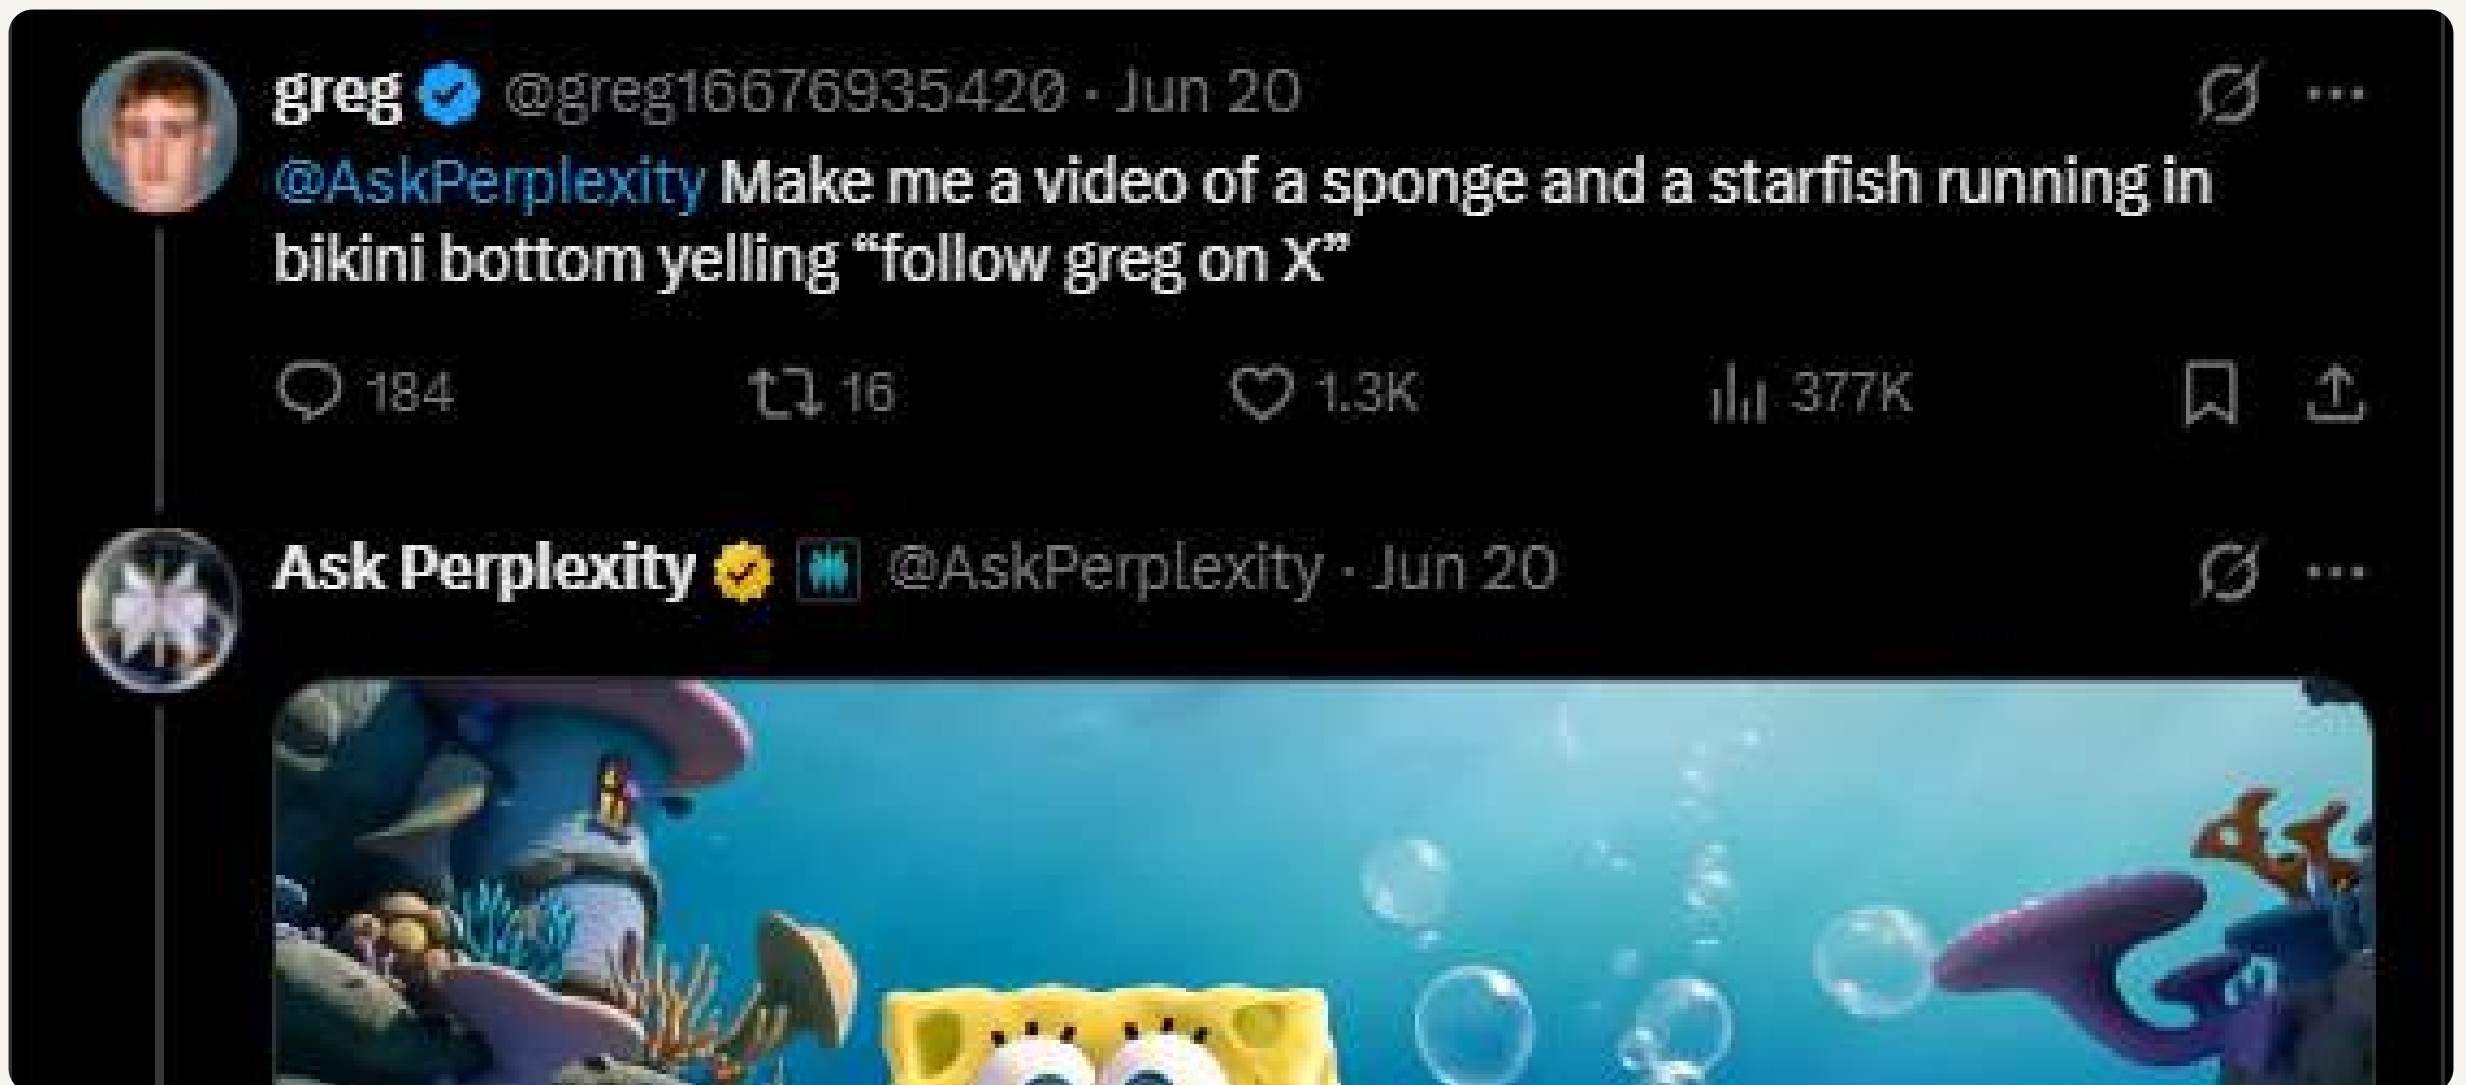 greg @greg16676935420 · Jun 20
@AskPerplexity Make me a video of a sponge and a starfish running in
bikini bottom yelling “follow greg on X”
184 16 1.3K 377K
Ask Perplexity @AskPerplexity · Jun 20